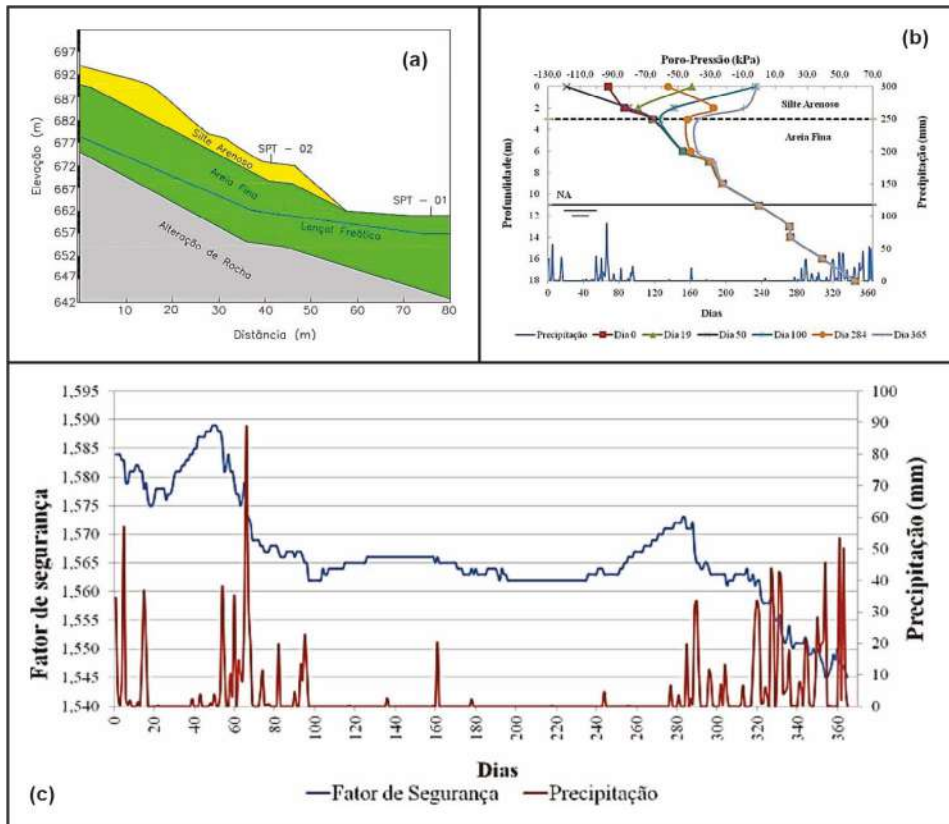 (a)
697
692
687
682
677
672
667
662
657
652
647
642
Elevação (m)
Silte Arenoso
SPT - 02
Areia Fina
SPT - 01
Lençol Freático
Alteração de Rocha
10 20 30 40 50 60 70 80
Distância (m)
(b)
Poro-Pressão (kPa)
-130,0 -110,0 -90,0 -70,0 -50,0 -30,0 -10,0 10,0 30,0 50,0 70,0
0 300
2 250
4 200
6 150
9 100
11 50
14 0
16
18
Profundidade(m)
Precipitação (mm)
Silte Arenoso
Areia Fina
NA
0 40 80 120 160 200 240 280 320 360
Dias
Precipitação Dia 0 Dia 19 Dia 50 Dia 100 Dia 284 Dia 365
1,595
1,590
1,585
1,580
1,575
1,570
1,565
1,560
1,555
1,550
1,545
1,540
Fator de segurança
100
90
80
70
60
50
40
30
20
10
0
Precipitação (mm)
0 20 40 60 80 100 120 140 160 180 200 220 240 260 280 300 320 340 360
Dias
Fator de Segurança Precipitação
(c)